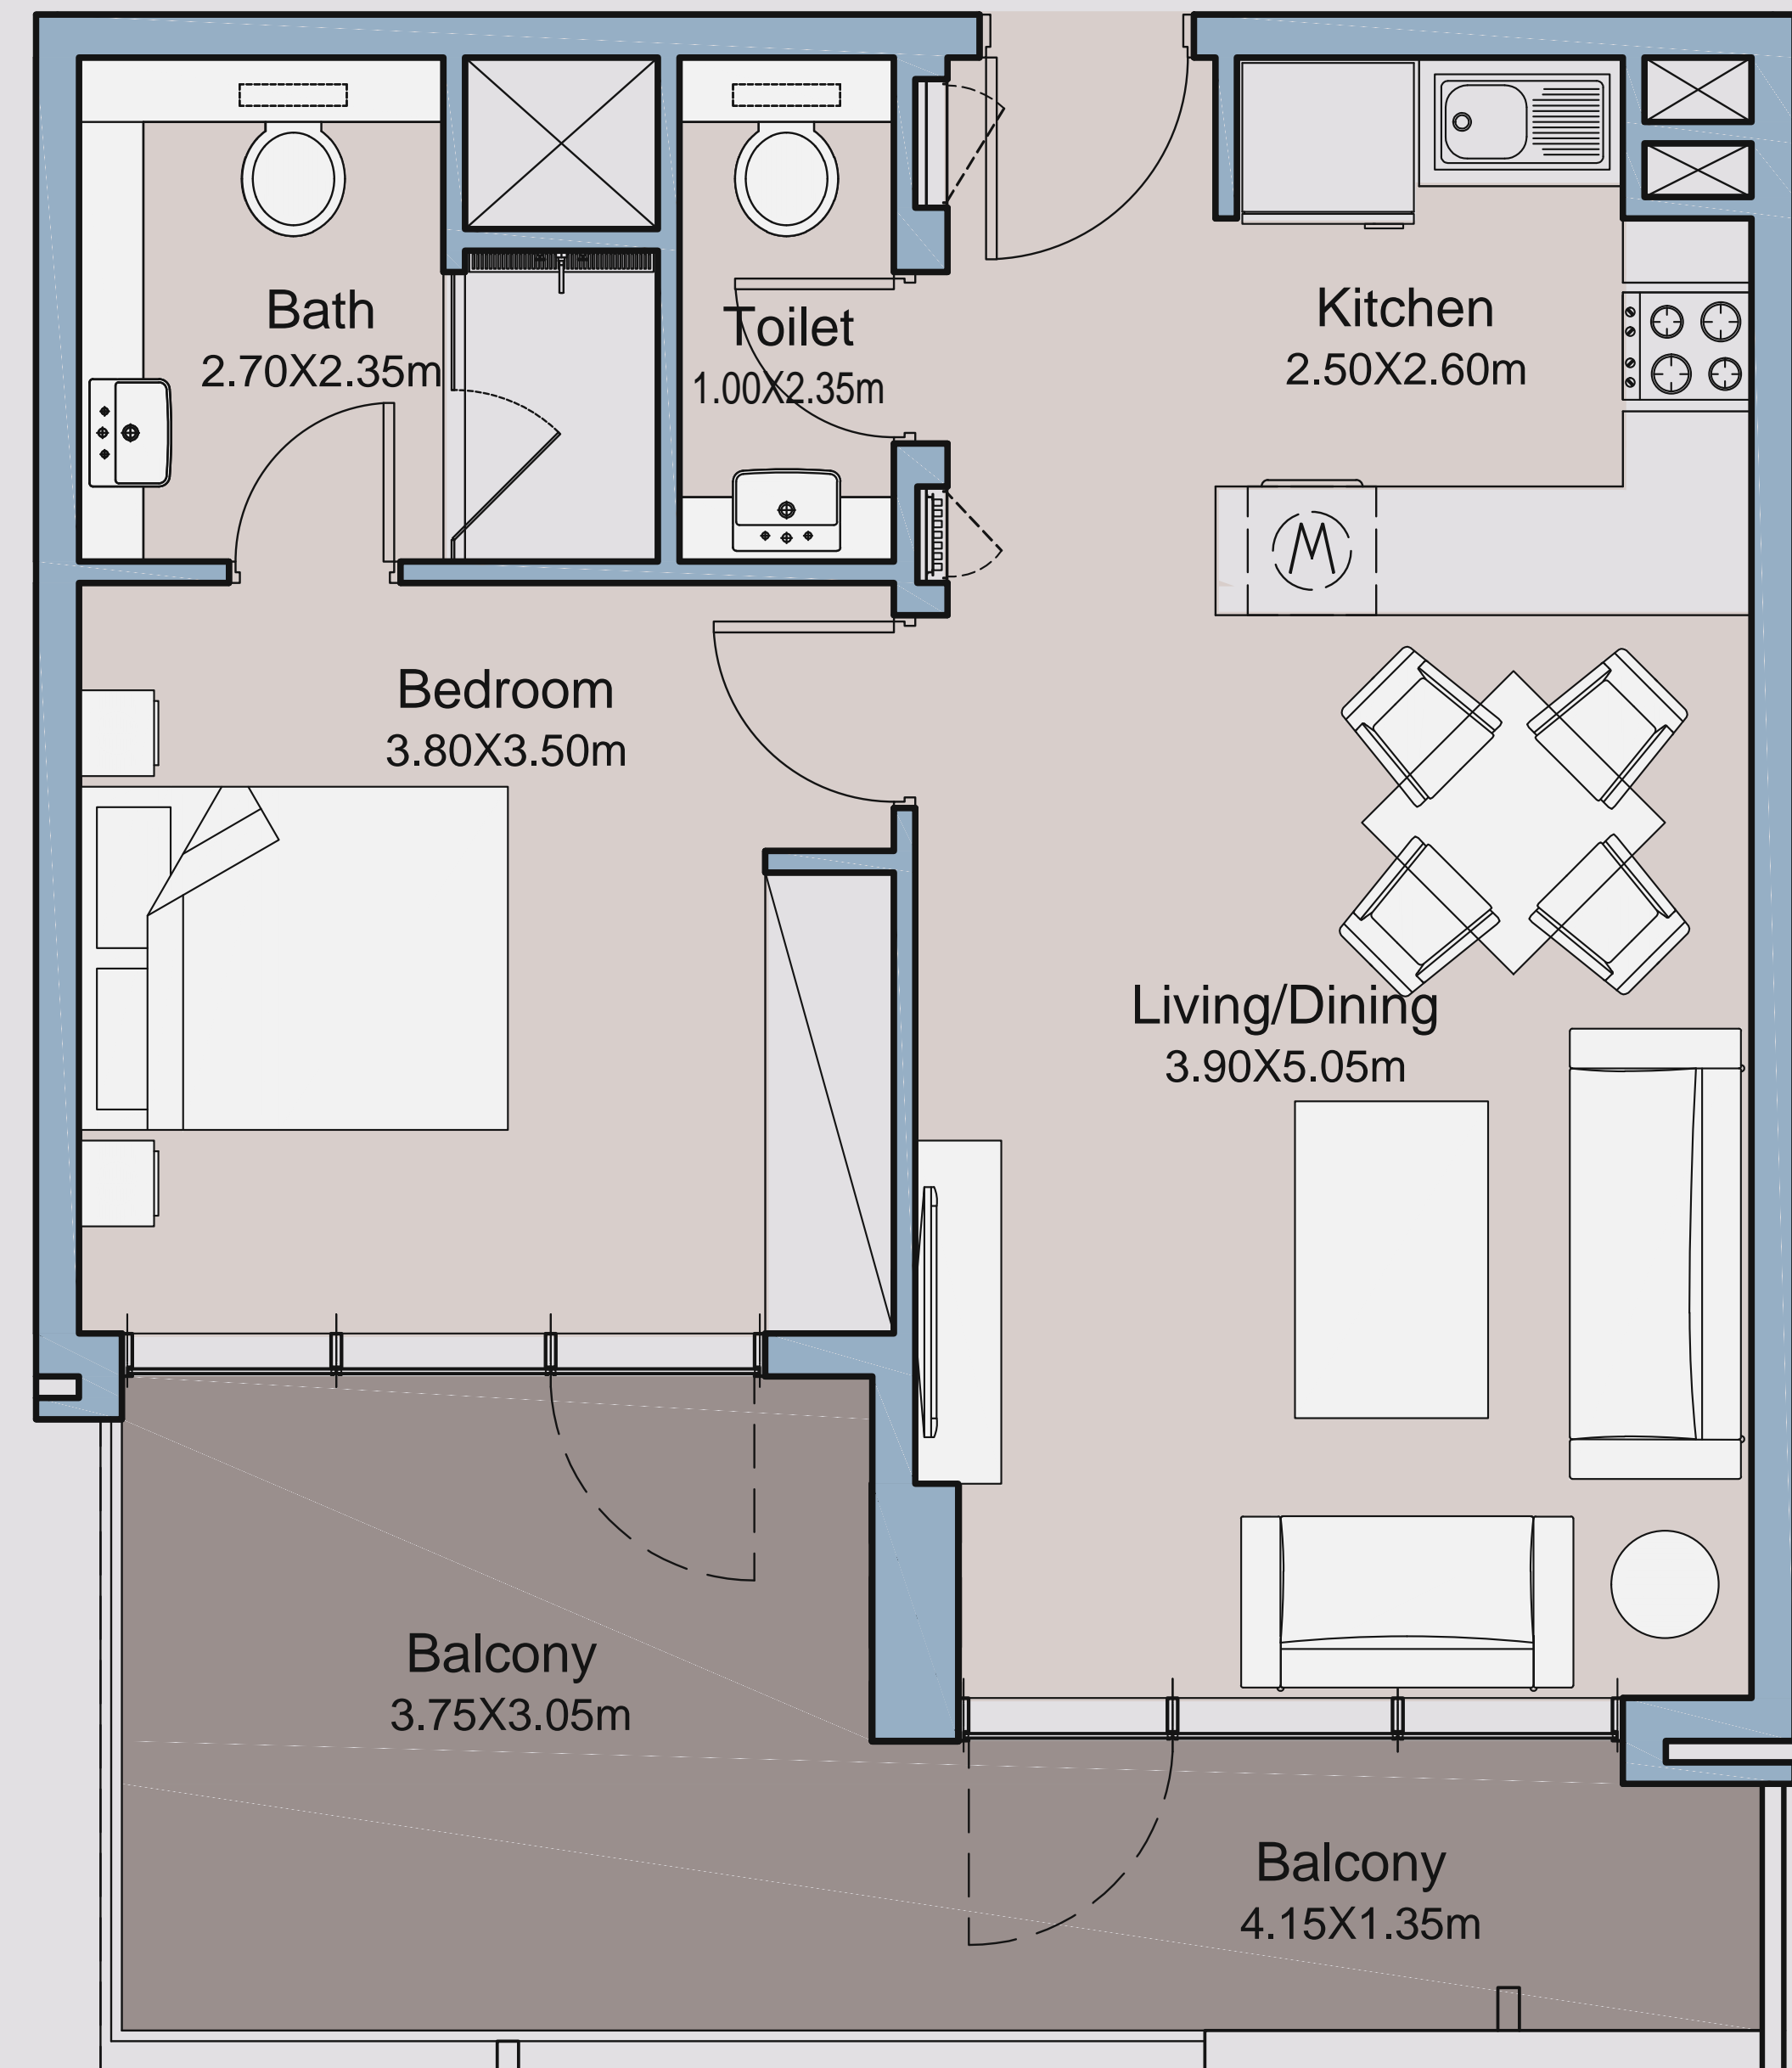 Bath
2.70X2.35m
Toilet
1.00X2.35m
Kitchen
2.50X2.60m
M
Bedroom
3.80X3.50m
Living/Dining
3.90X5.05m
Balcony
3.75X3.05m
Balcony
4.15X1.35m